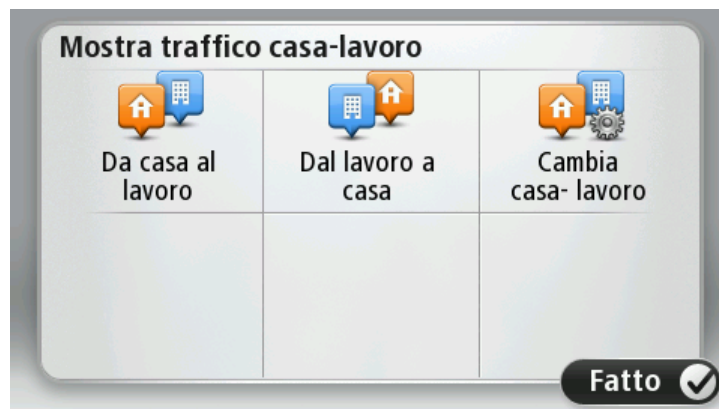 Mostra traffico casa-lavoro
Da casa al
lavoro
Dal lavoro a
casa
Cambia
casa- lavoro
Fatto